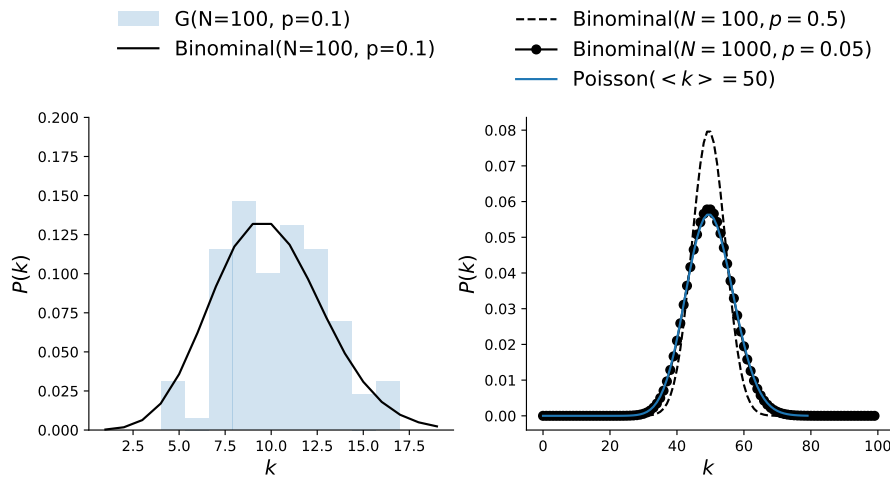 G(N=100, p=0.1)
Binominal(N=100, p=0.1)
0.200
0.175
0.150
0.125
0.100
0.075
0.050
0.025
0.000
P(k)
2.5 5.0 7.5 10.0 12.5 15.0 17.5
k
Binominal(N = 100, p = 0.5)
Binominal(N = 1000, p = 0.05)
Poisson( < k > = 50)
0.08
0.07
0.06
0.05
0.04
0.03
0.02
0.01
0.00
P(k)
0 20 40 60 80 100
k